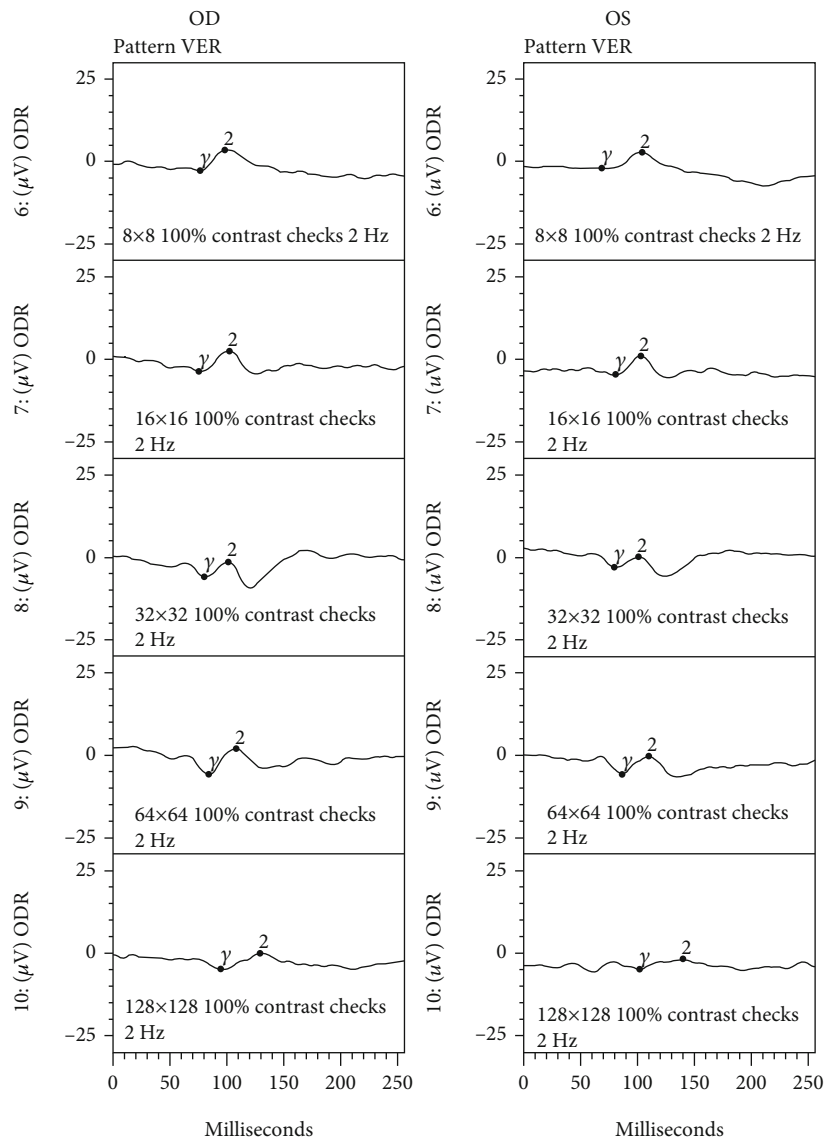 OD
Pattern VER
25
0
−25
6: (μV) ODR
γ
2
8×8 100% contrast checks 2 Hz
25
0
−25
7: (μV) ODR
γ
2
16×16 100% contrast checks
2 Hz
25
0
−25
8: (μV) ODR
γ
2
32×32 100% contrast checks
2 Hz
25
0
−25
9: (μV) ODR
γ
2
64×64 100% contrast checks
2 Hz
25
0
−25
10: (μV) ODR
γ
2
128×128 100% contrast checks
2 Hz
0 50 100 150 200 250
Milliseconds
OS
Pattern VER
25
0
−25
6: (uV) ODR
γ
2
8×8 100% contrast checks 2 Hz
25
0
−25
7: (uV) ODR
γ
2
16×16 100% contrast checks
2 Hz
25
0
−25
8: (uV) ODR
γ
2
32×32 100% contrast checks
2 Hz
25
0
−25
9: (uV) ODR
γ
2
64×64 100% contrast checks
2 Hz
25
0
−25
10: (uV) ODR
γ
2
128×128 100% contrast checks
2 Hz
0 50 100 150 200 250
Milliseconds